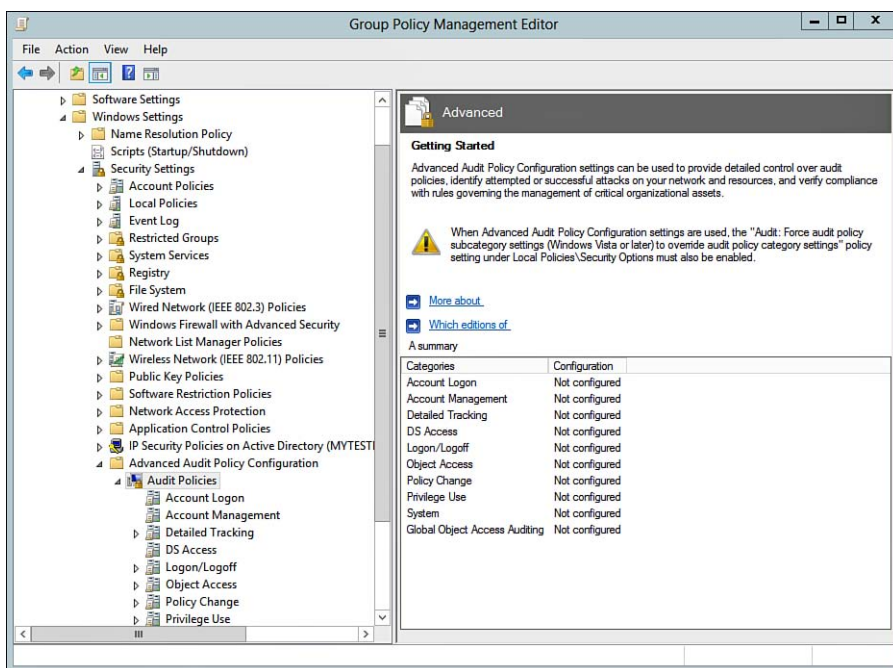 Group Policy Management Editor
File Action View Help
Software Settings
Windows Settings
Name Resolution Policy
Scripts (Startup/Shutdown)
Security Settings
Account Policies
Local Policies
Event Log
Restricted Groups
System Services
Registry
File System
Wired Network (IEEE 802.3) Policies
Windows Firewall with Advanced Security
Network List Manager Policies
Wireless Network (IEEE 802.11) Policies
Public Key Policies
Software Restriction Policies
Network Access Protection
Application Control Policies
IP Security Policies on Active Directory (MYTESTI
Advanced Audit Policy Configuration
Audit Policies
Account Logon
Account Management
Detailed Tracking
DS Access
Logon/Logoff
Object Access
Policy Change
Privilege Use
Advanced
Getting Started
Advanced Audit Policy Configuration settings can be used to provide detailed control over audit
policies, identify attempted or successful attacks on your network and resources, and verify compliance
with rules governing the management of critical organizational assets.
When Advanced Audit Policy Configuration settings are used, the "Audit: Force audit policy
subcategory settings (Windows Vista or later) to override audit policy category settings" policy
setting under Local Policies\Security Options must also be enabled.
More about
Which editions of
A summary
Categories Configuration
Account Logon Not configured
Account Management Not configured
Detailed Tracking Not configured
DS Access Not configured
Logon/Logoff Not configured
Object Access Not configured
Policy Change Not configured
Privilege Use Not configured
System Not configured
Global Object Access Auditing Not configured